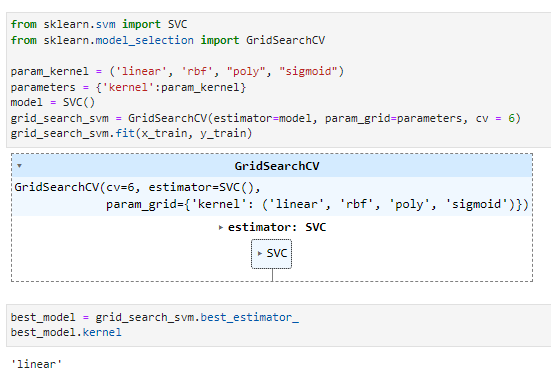 from sklearn.svm import SVC
from sklearn.model_selection import GridSearchCV
param_kernel = ('linear', 'rbf', "poly", "sigmoid")
parameters = {'kernel':param_kernel}
model = SVC()
grid_search_svm = GridSearchCV(estimator=model, param_grid=parameters, cv = 6)
grid_search_svm.fit(x_train, y_train)
GridSearchCV
GridSearchCV(cv=6, estimator=SVC(),
param_grid={'kernel': ('linear', 'rbf', 'poly', 'sigmoid')})
estimator: SVC
SVC
best_model = grid_search_svm.best_estimator_
best_model.kernel
'linear'